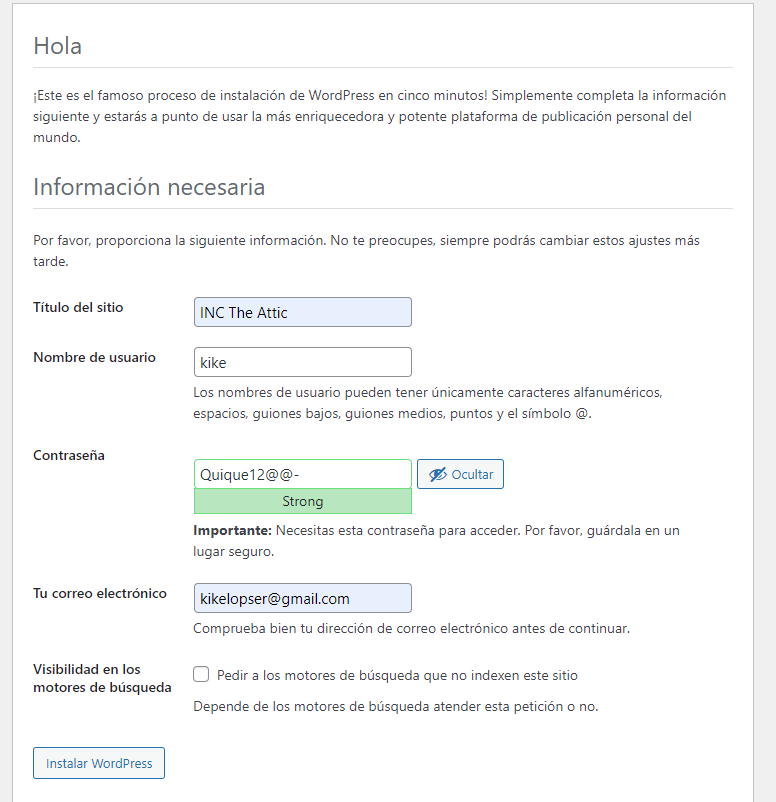 Hola
¡Este es el famoso proceso de instalación de WordPress en cinco minutos! Simplemente completa la información
siguiente y estarás a punto de usar la más enriquecedora y potente plataforma de publicación personal del
mundo.
Información necesaria
Por favor, proporciona la siguiente información. No te preocupes, siempre podrás cambiar estos ajustes más
tarde.
Título del sitio
INC The Attic
Nombre de usuario
kike
Los nombres de usuario pueden tener únicamente caracteres alfanuméricos,
espacios, guiones bajos, guiones medios, puntos y el símbolo @.
Contraseña
Quique12@@-
Ocultar
Strong
Importante: Necesitas esta contraseña para acceder. Por favor, guárdala en un
lugar seguro.
Tu correo electrónico
kikelopser@gmail.com
Comprueba bien tu dirección de correo electrónico antes de continuar.
Visibilidad en los
motores de búsqueda
Pedir a los motores de búsqueda que no indexen este sitio
Depende de los motores de búsqueda atender esta petición o no.
Instalar WordPress